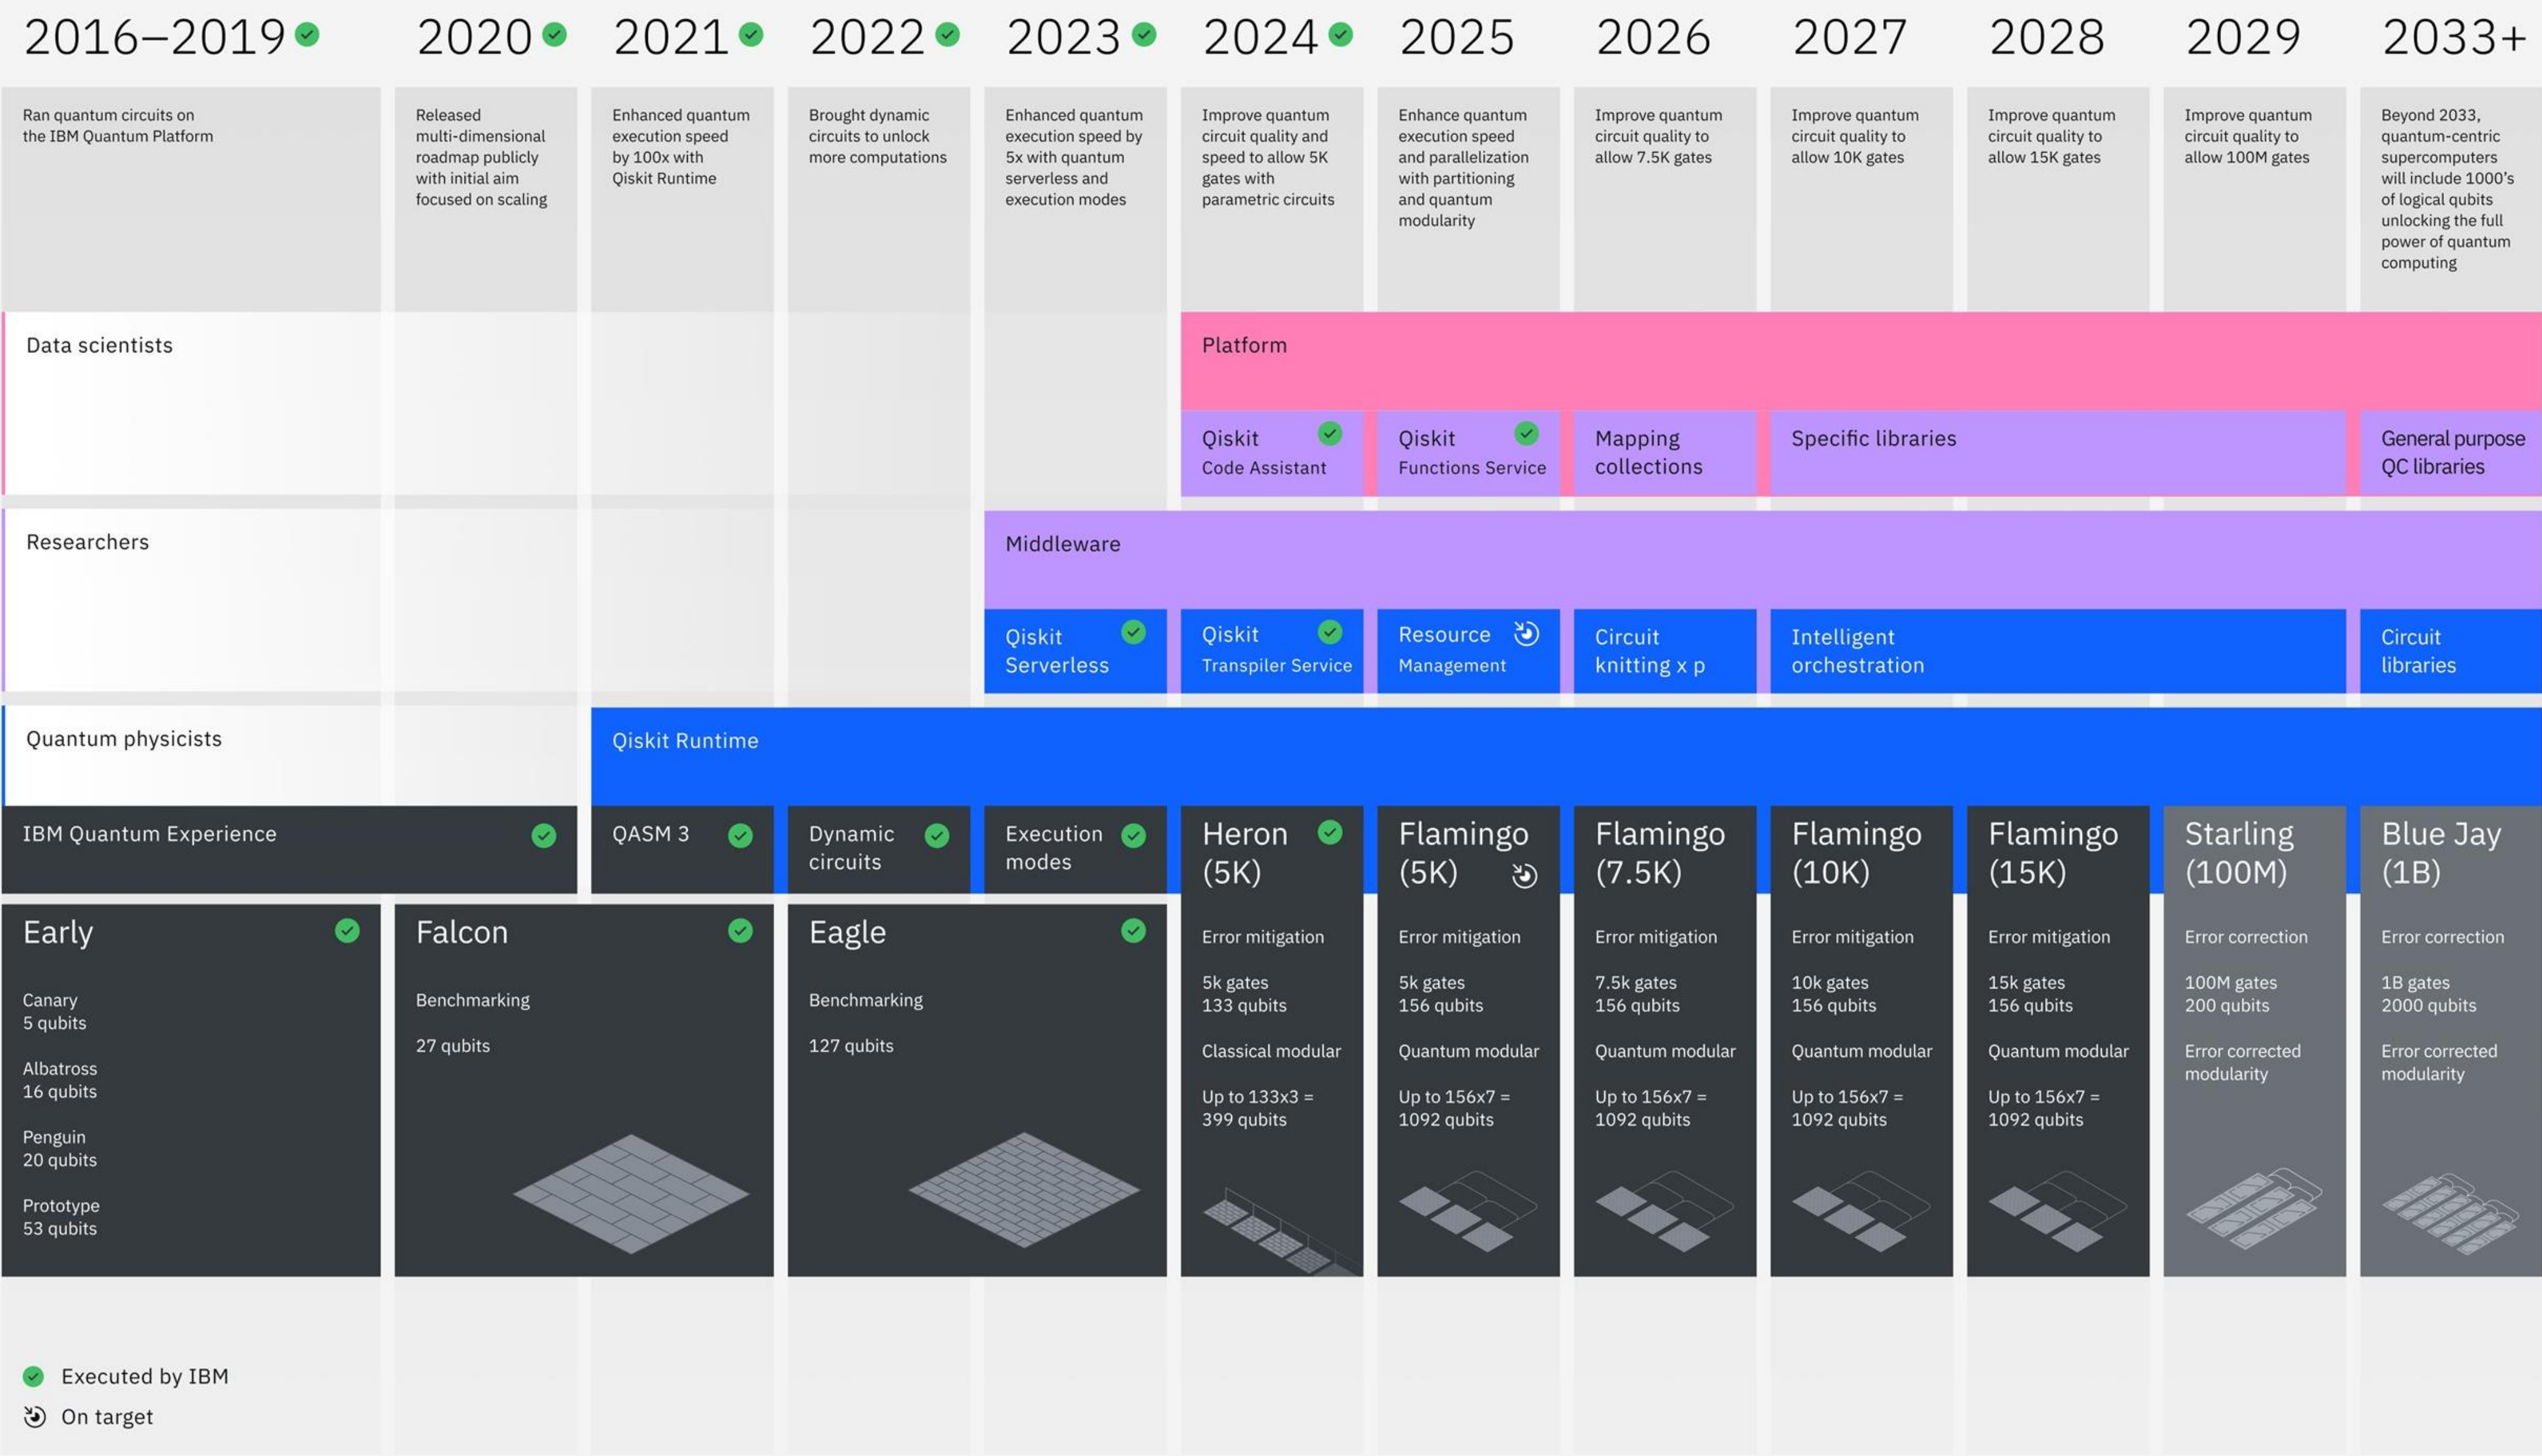 2016–2019
2020
2021
2022
2023
2024
2025
2026
2027
2028
2029
2033+
Ran quantum circuits on
the IBM Quantum Platform
Released
multi-dimensional
roadmap publicly
with initial aim
focused on scaling
Enhanced quantum
execution speed
by 100x with
Qiskit Runtime
Brought dynamic
circuits to unlock
more computations
Enhanced quantum
execution speed by
5x with quantum
serverless and
execution modes
Improve quantum
circuit quality and
speed to allow 5K
gates with
parametric circuits
Enhance quantum
execution speed
and parallelization
with partitioning
and quantum
modularity
Improve quantum
circuit quality to
allow 7.5K gates
Improve quantum
circuit quality to
allow 10K gates
Improve quantum
circuit quality to
allow 15K gates
Improve quantum
circuit quality to
allow 100M gates
Beyond 2033,
quantum-centric
supercomputers
will include 1000’s
of logical qubits
unlocking the full
power of quantum
computing
Data scientists
Platform
Qiskit
Code Assistant
Qiskit
Functions Service
Mapping
collections
Specific libraries
General purpose
QC libraries
Researchers
Middleware
Qiskit
Serverless
Qiskit
Transpiler Service
Resource
Management
Circuit
knitting x p
Intelligent
orchestration
Circuit
libraries
Quantum physicists
Qiskit Runtime
IBM Quantum Experience
QASM 3
Dynamic
circuits
Execution
modes
Early
Canary
5 qubits
Albatross
16 qubits
Penguin
20 qubits
Prototype
53 qubits
Falcon
Benchmarking
27 qubits
Eagle
Benchmarking
127 qubits
Heron
(5K)
Error mitigation
5k gates
133 qubits
Classical modular
Up to 133x3 =
399 qubits
Flamingo
(5K)
Error mitigation
5k gates
156 qubits
Quantum modular
Up to 156x7 =
1092 qubits
Flamingo
(7.5K)
Error mitigation
7.5k gates
156 qubits
Quantum modular
Up to 156x7 =
1092 qubits
Flamingo
(10K)
Error mitigation
10k gates
156 qubits
Quantum modular
Up to 156x7 =
1092 qubits
Flamingo
(15K)
Error mitigation
15k gates
156 qubits
Quantum modular
Up to 156x7 =
1092 qubits
Starling
(100M)
Error correction
100M gates
200 qubits
Error corrected
modularity
Blue Jay
(1B)
Error correction
1B gates
2000 qubits
Error corrected
modularity
Executed by IBM
On target